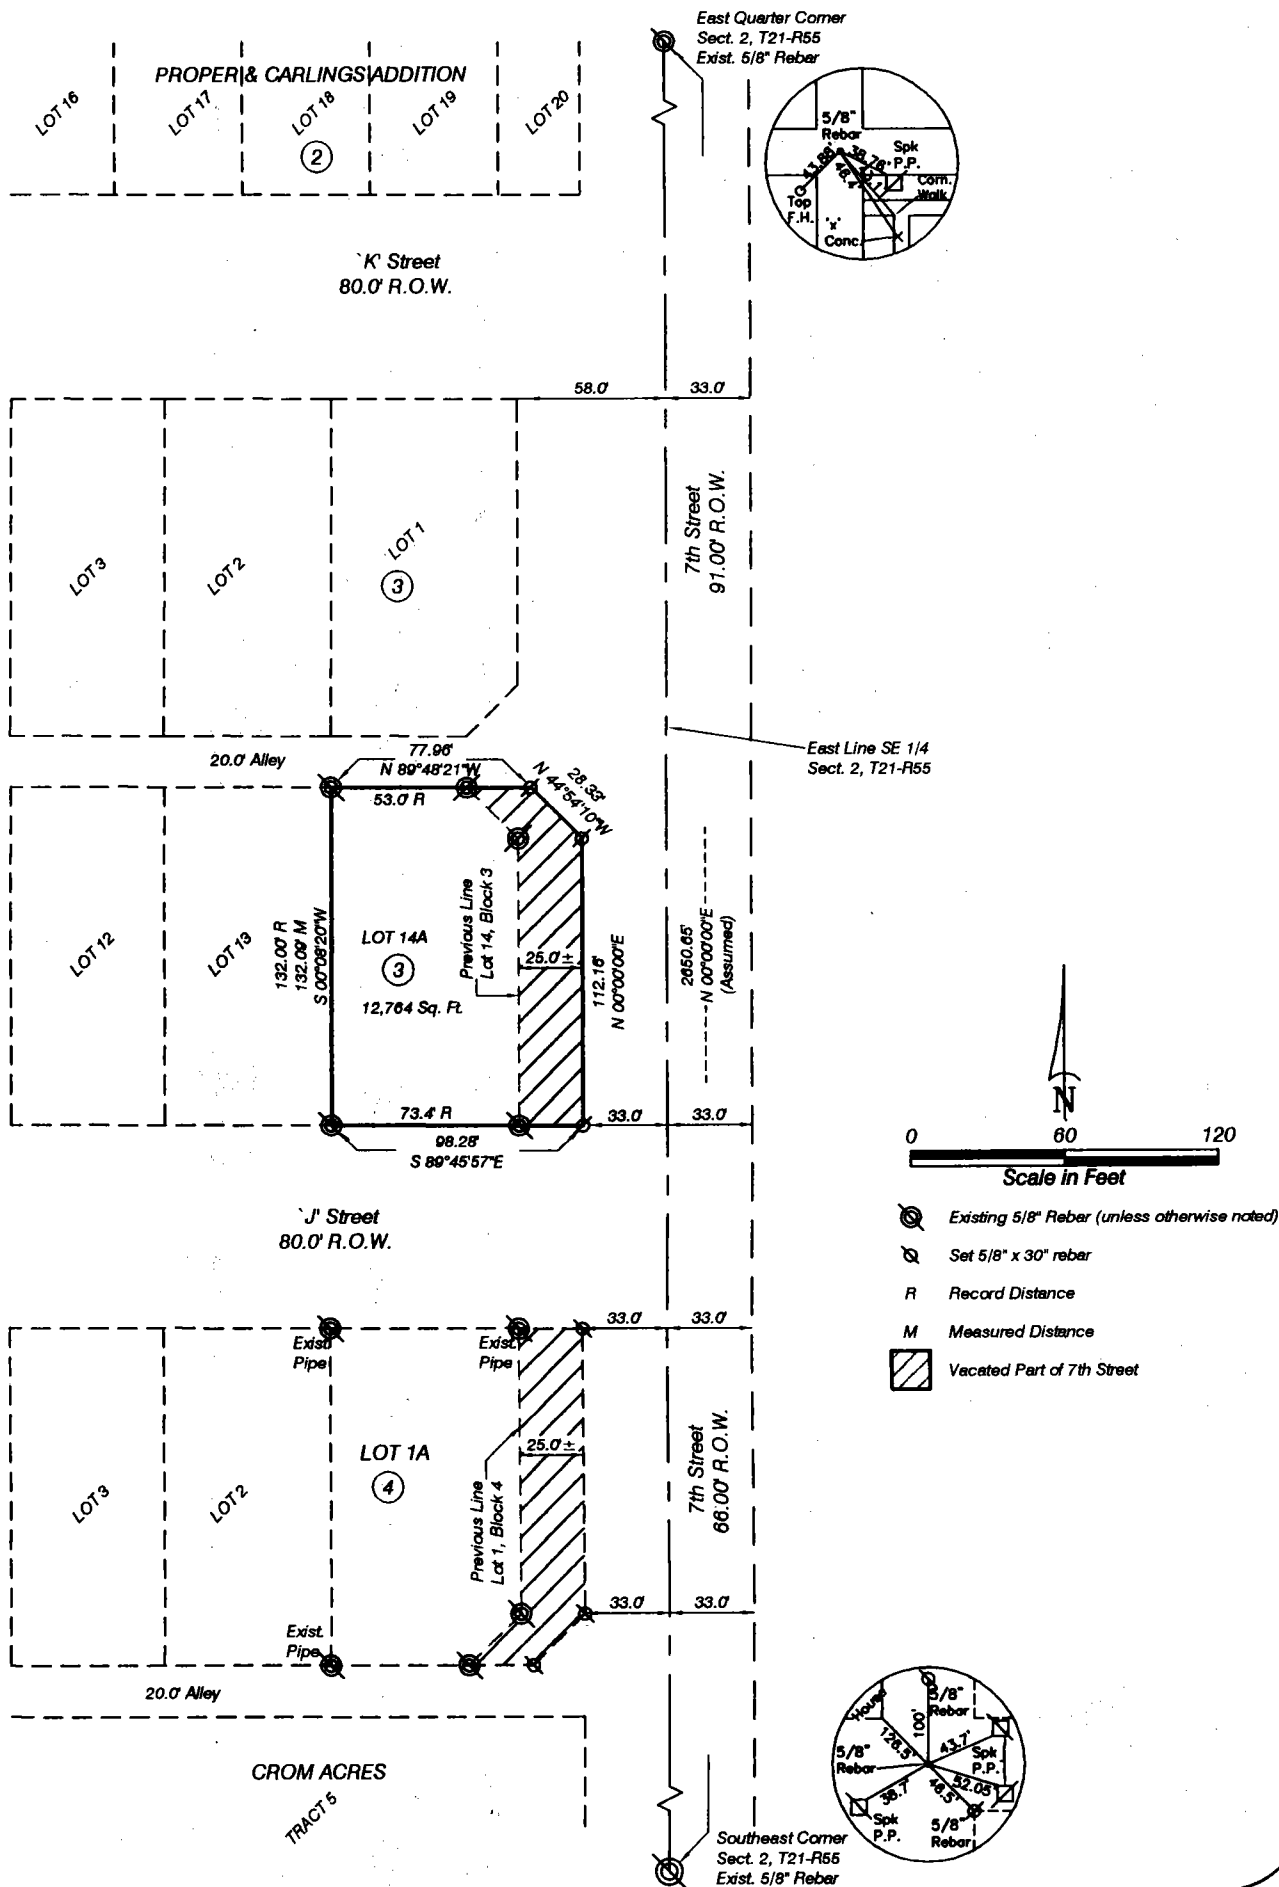 East Quarter Corner
Sect. 2, T21-R55
Exist. 5/8" Rebar
PROPER & CARLINGS ADDITION
LOT 16
LOT 17
LOT 18
LOT 19
LOT 20
2
5/8"
Rebar
Spk
P.P.
43.88'
38.76'
46.4'
Corn.
Walk
Top
F.H.
'x'
Conc.
`K' Street
80.0' R.O.W.
58.0'
33.0'
LOT 3
LOT 2
LOT 1
3
7th Street
91.00' R.O.W.
East Line SE 1/4
Sect. 2, T21-R55
20.0' Alley
77.96'
N 89°48'21"W
53.0' R
28.33'
N 44°54'10"W
LOT 12
LOT 13
132.00' R
132.09' M
S 00°08'20"W
LOT 14A
3
12,764 Sq. Ft.
Previous Line
Lot 14, Block 3
25.0' ±
112.16'
N 00°00'00"E
2650.65'
N 00°00'00"E
(Assumed)
73.4' R
98.28'
S 89°45'57"E
33.0'
33.0'
N
0 60 120
Scale in Feet
Existing 5/8" Rebar (unless otherwise noted)
Set 5/8" x 30" rebar
R Record Distance
M Measured Distance
Vacated Part of 7th Street
`J' Street
80.0' R.O.W.
33.0'
33.0'
Exist.
Pipe
Exist.
Pipe
LOT 3
LOT 2
LOT 1A
4
Previous Line
Lot 1, Block 4
25.0' ±
7th Street
66.00' R.O.W.
33.0'
33.0'
Exist.
Pipe
20.0' Alley
CROM ACRES
TRACT 5
House
5/8"
Rebar
100'
126.5'
43.7'
5/8"
Rebar
Spk
P.P.
52.05'
38.7'
46.5'
Spk
P.P.
5/8"
Rebar
Southeast Corner
Sect. 2, T21-R55
Exist. 5/8" Rebar